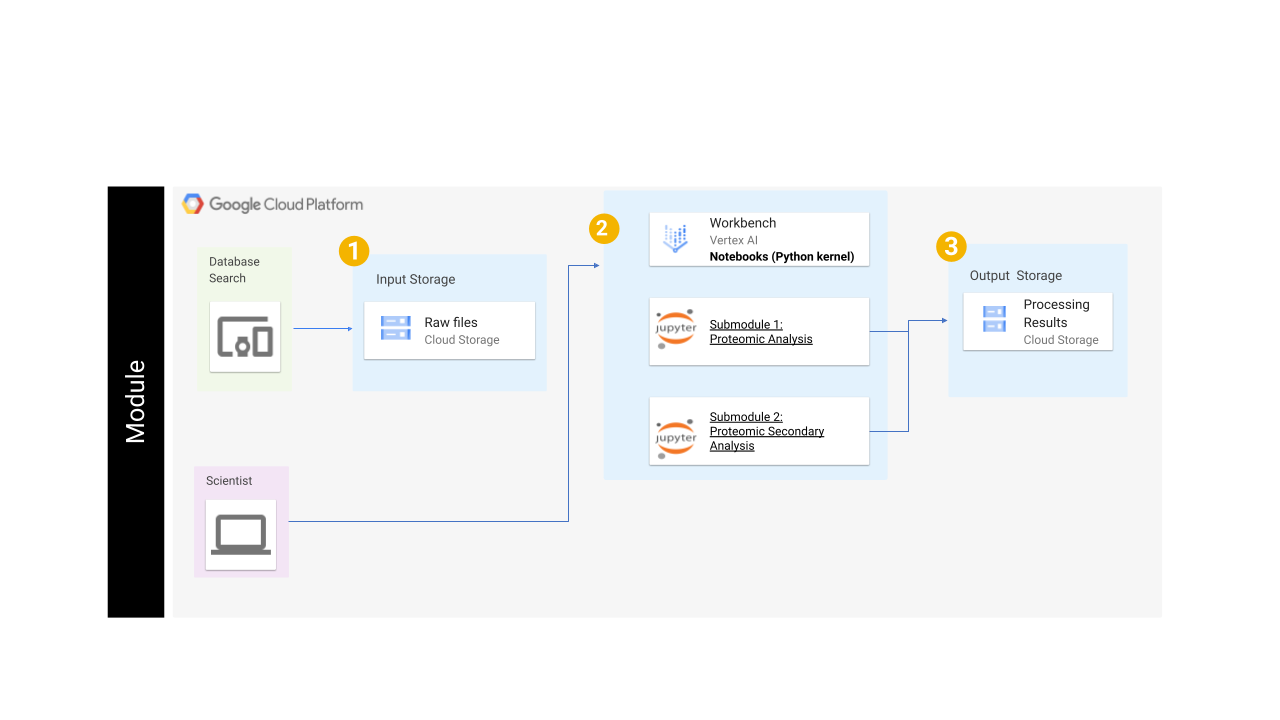 Module
Google Cloud Platform
Database
Search
1
Input Storage
Raw files
Cloud Storage
Scientist
2
Workbench
Vertex AI
Notebooks (Python kernel)
jupyter
Submodule 1:
Proteomic Analysis
jupyter
Submodule 2:
Proteomic Secondary
Analysis
3
Output Storage
Processing
Results
Cloud Storage